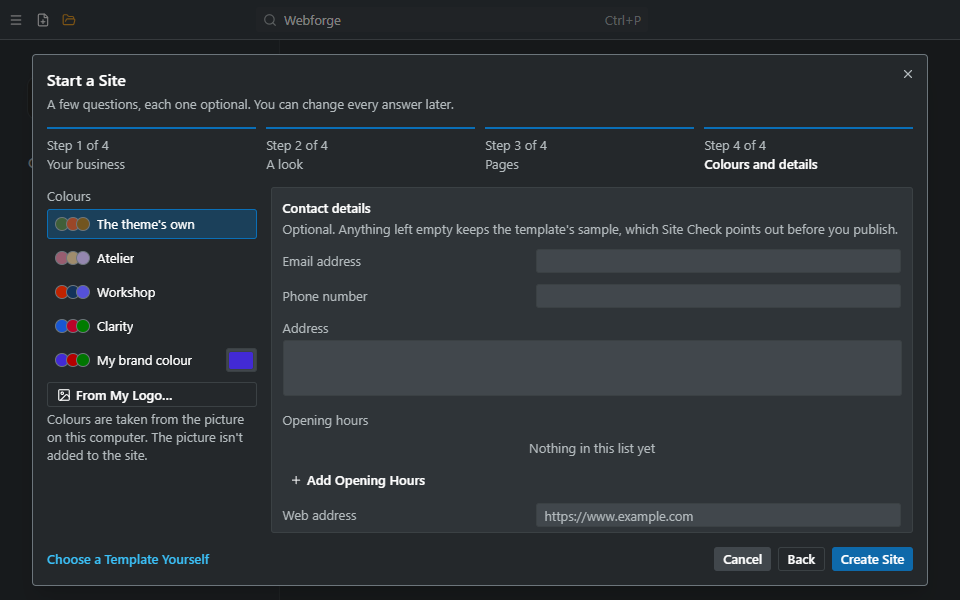 Webforge
Ctrl+P
Start a Site
A few questions, each one optional. You can change every answer later.
Step 1 of 4
Your business
Step 2 of 4
A look
Step 3 of 4
Pages
Step 4 of 4
Colours and details
Colours
The theme's own
Atelier
Workshop
Clarity
My brand colour
From My Logo...
Colours are taken from the picture
on this computer. The picture isn't
added to the site.
Contact details
Optional. Anything left empty keeps the template's sample, which Site Check points out before you publish.
Email address
Phone number
Address
Opening hours
Nothing in this list yet
+ Add Opening Hours
Web address
https://www.example.com
Choose a Template Yourself
Cancel
Back
Create Site